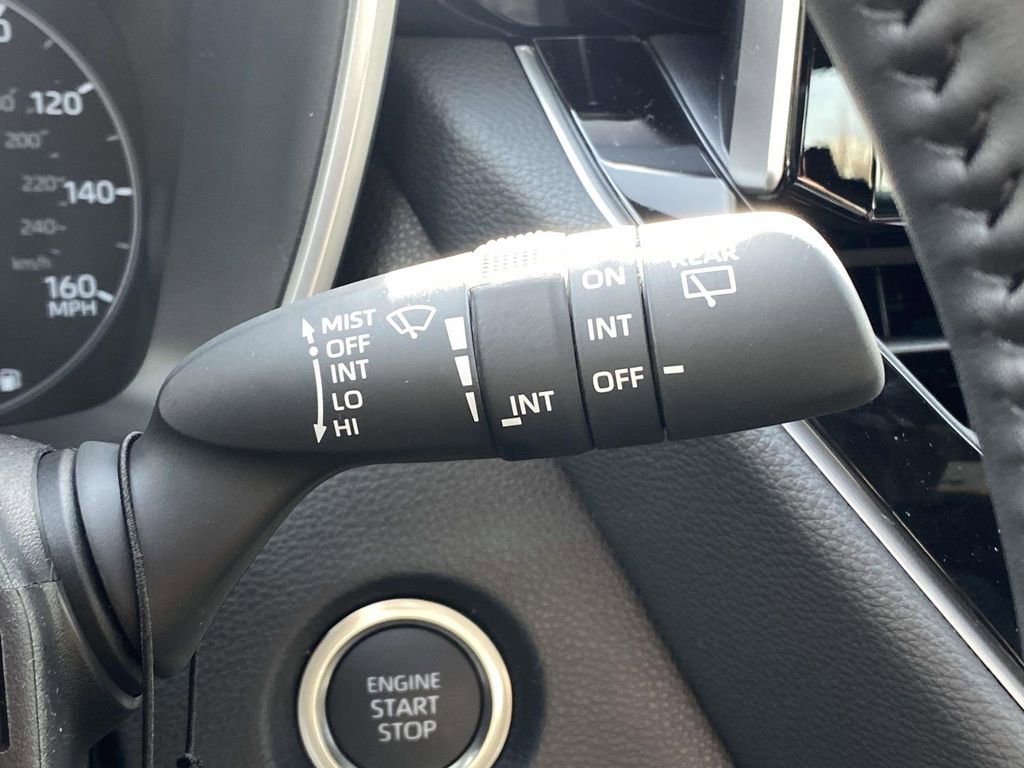 120
200
220
140
240
km/h
160
MPH
MIST
OFF
INT
LO
HI
INT
ON
INT
OFF
REAR
ENGINE
START
STOP